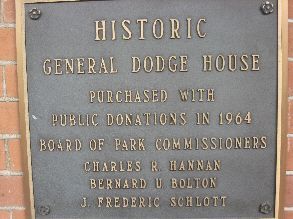 HISTORIC
GENERAL DODGE HOUSE
PURCHASED WITH
PUBLIC DONATIONS IN 1964
BOARD OF PARK COMMISSIONERS
CHARLES R. HANNAN
BERNARD U BOLTON
J. FREDERIC SCHLOTT